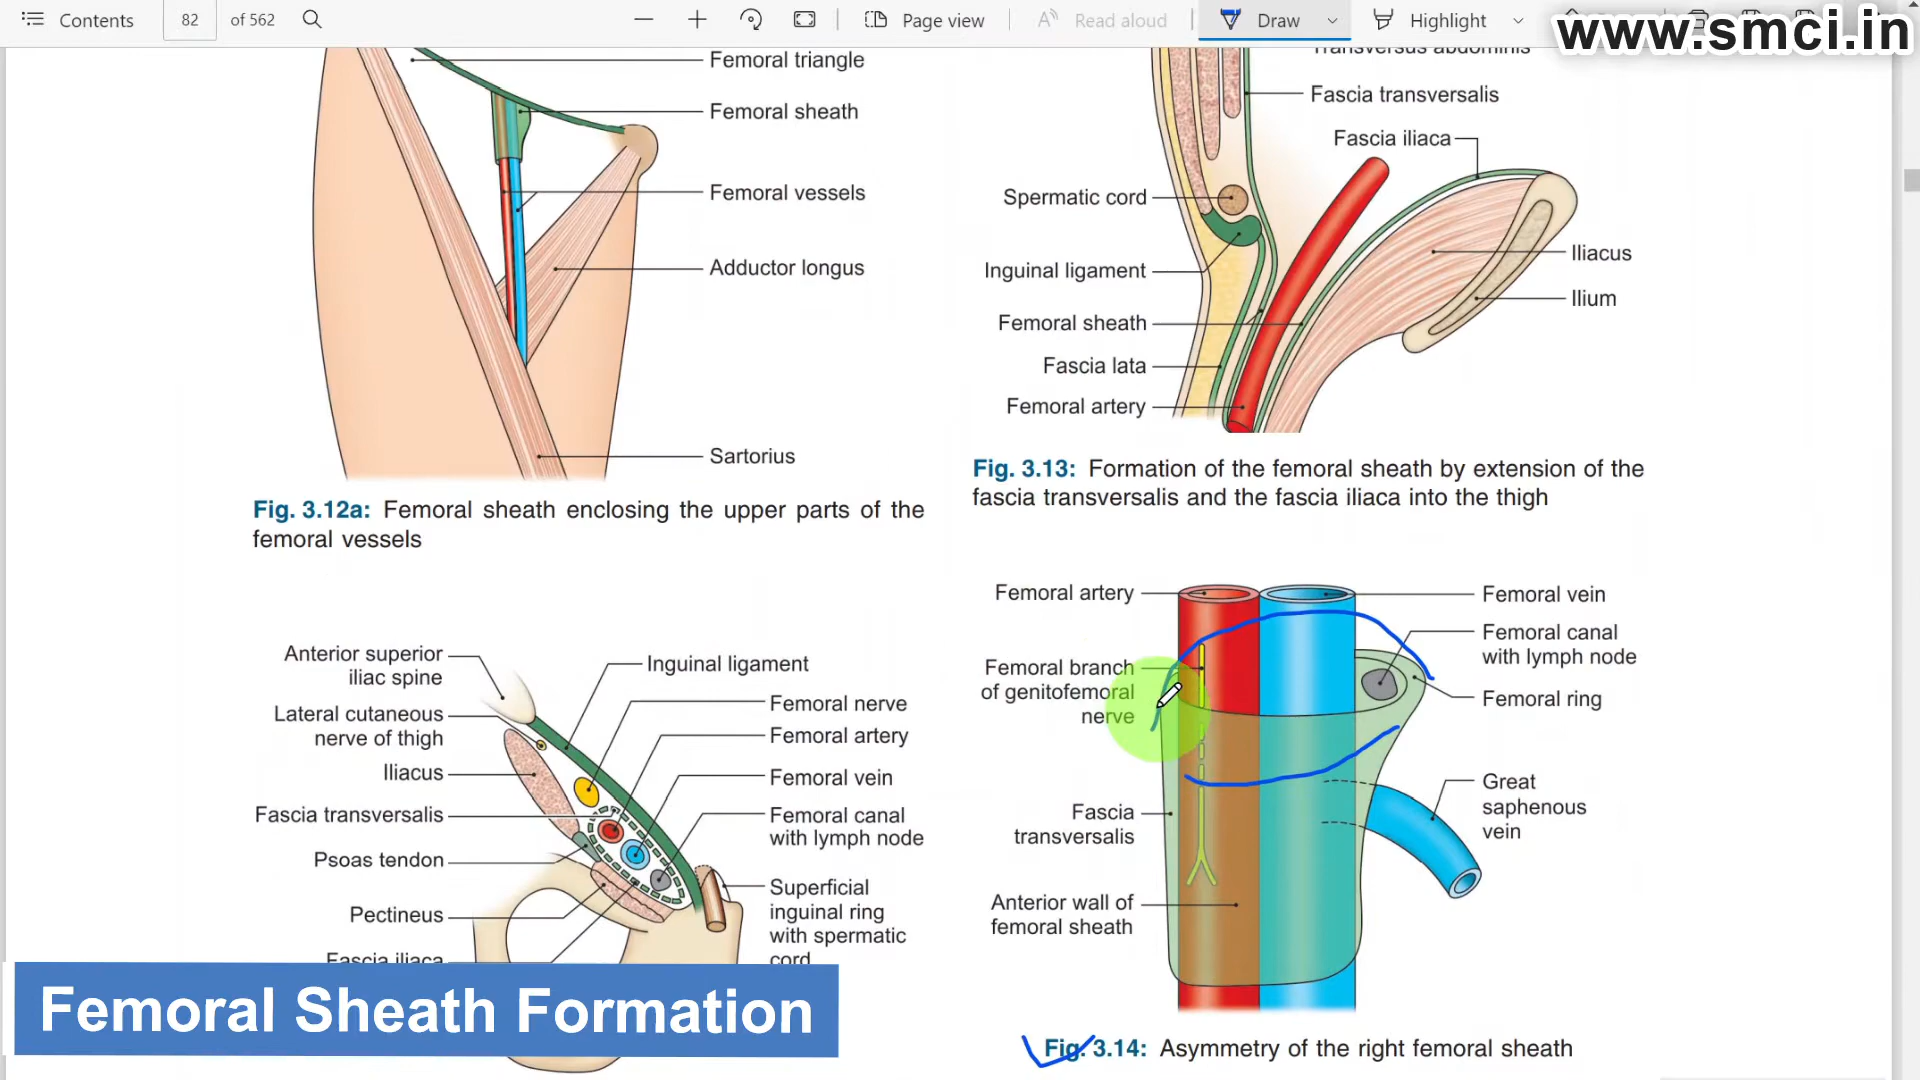 Contents
82
of 562
Page view
Read aloud
Draw
Highlight
www.smci.in
Femoral triangle
Femoral sheath
Femoral vessels
Adductor longus
Sartorius
Fig. 3.12a: Femoral sheath enclosing the upper parts of the
femoral vessels
Transversus abdominis
Fascia transversalis
Fascia iliaca
Spermatic cord
Inguinal ligament
Femoral sheath
Fascia lata
Femoral artery
Iliacus
Ilium
Fig. 3.13: Formation of the femoral sheath by extension of the
fascia transversalis and the fascia iliaca into the thigh
Anterior superior
iliac spine
Lateral cutaneous
nerve of thigh
Iliacus
Fascia transversalis
Psoas tendon
Pectineus
Fascia iliaca
Inguinal ligament
Femoral nerve
Femoral artery
Femoral vein
Femoral canal
with lymph node
Superficial
inguinal ring
with spermatic
cord
Femoral artery
Femoral branch
of genitofemoral
nerve
Fascia
transversalis
Anterior wall of
femoral sheath
Femoral vein
Femoral canal
with lymph node
Femoral ring
Great
saphenous
vein
Fig. 3.14: Asymmetry of the right femoral sheath
Femoral Sheath Formation